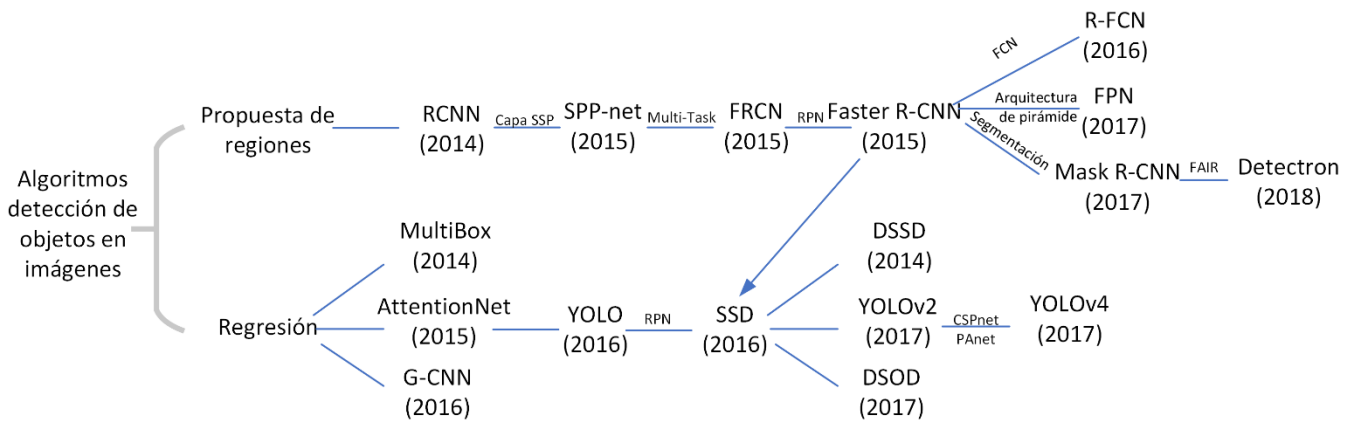 Algoritmos
detección de
objetos en
imágenes
Propuesta de
regiones
RCNN
(2014)
Capa SSP
SPP-net
(2015)
Multi-Task
FRCN
(2015)
RPN
Faster R-CNN
(2015)
FCN
R-FCN
(2016)
Arquitectura
de pirámide
FPN
(2017)
Segmentación
Mask R-CNN
(2017)
FAIR
Detectron
(2018)
Regresión
MultiBox
(2014)
AttentionNet
(2015)
G-CNN
(2016)
YOLO
(2016)
RPN
SSD
(2016)
DSSD
(2014)
YOLOv2
(2017)
CSPnet
PAnet
YOLOv4
(2017)
DSOD
(2017)